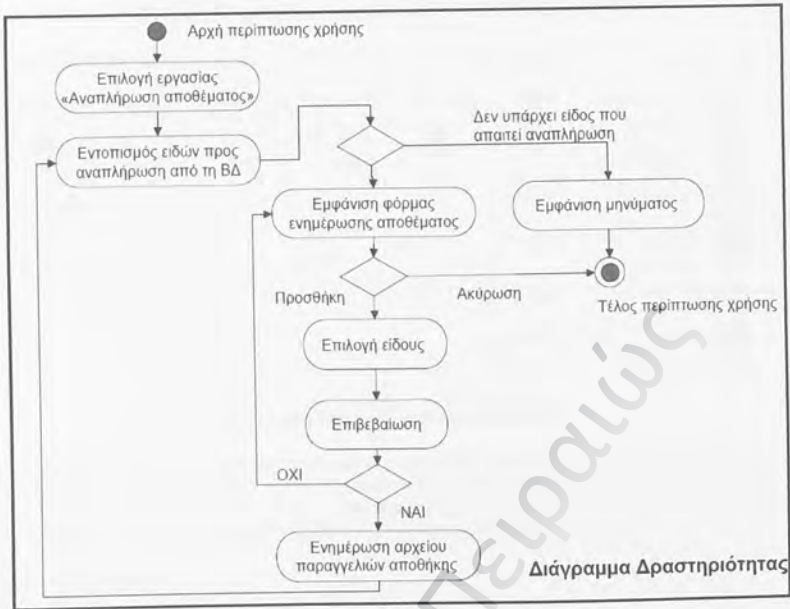 Αρχή περίπτωσης χρήσης
Επιλογή εργασίας
«Αναπλήρωση αποθέματος»
Εντοπισμός ειδών προς
αναπλήρωση από τη ΒΔ
Δεν υπάρχει είδος που
απαιτεί αναπλήρωση
Εμφάνιση φόρμας
ενημέρωσης αποθέματος
Εμφάνιση μηνύματος
Προσθήκη
Ακύρωση
Τέλος περίπτωσης χρήσης
Επιλογή είδους
Επιβεβαίωση
ΟΧΙ
ΝΑΙ
Ενημέρωση αρχείου
παραγγελιών αποθήκης
Διάγραμμα Δραστηριότητας
Πειραιώς